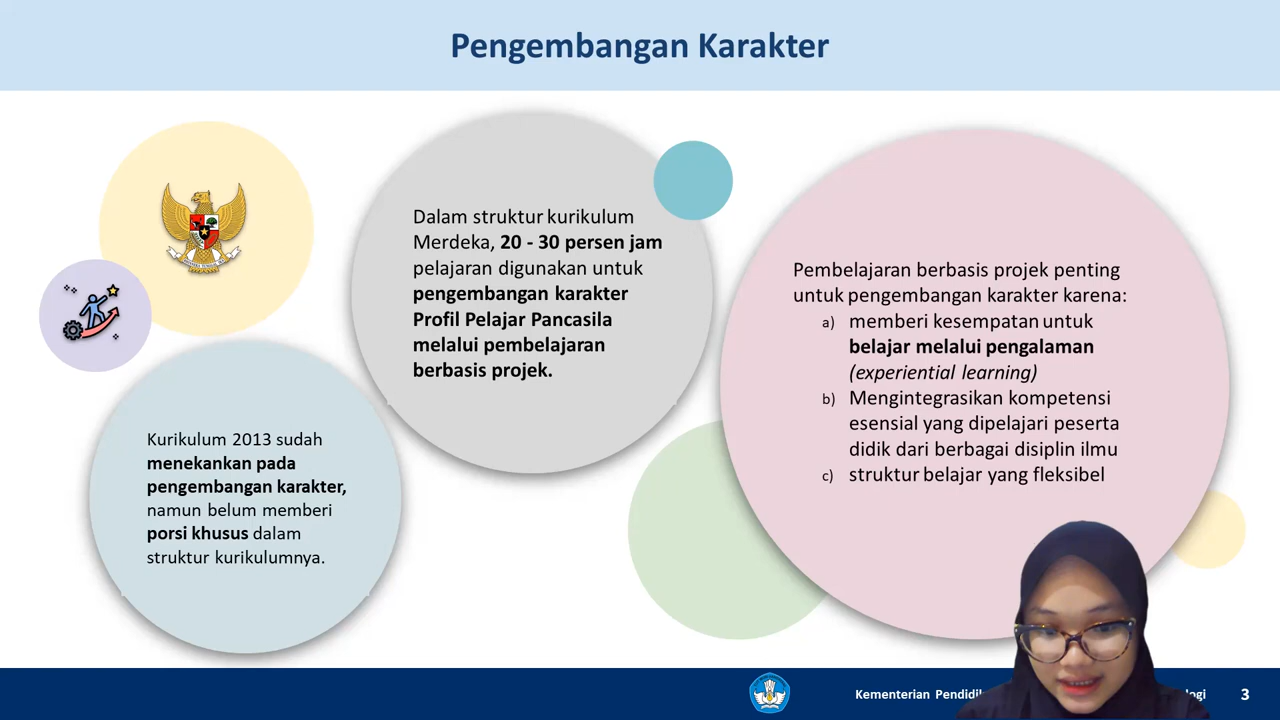 Pengembangan Karakter
Kurikulum 2013 sudah
menekankan pada
pengembangan karakter,
namun belum memberi
porsi khusus dalam
struktur kurikulumnya.
Dalam struktur kurikulum
Merdeka, 20 - 30 persen jam
pelajaran digunakan untuk
pengembangan karakter
Profil Pelajar Pancasila
melalui pembelajaran
berbasis projek.
Pembelajaran berbasis projek penting
untuk pengembangan karakter karena:
a) memberi kesempatan untuk
belajar melalui pengalaman
(experiential learning)
b) Mengintegrasikan kompetensi
esensial yang dipelajari peserta
didik dari berbagai disiplin ilmu
c) struktur belajar yang fleksibel
Kementerian 3